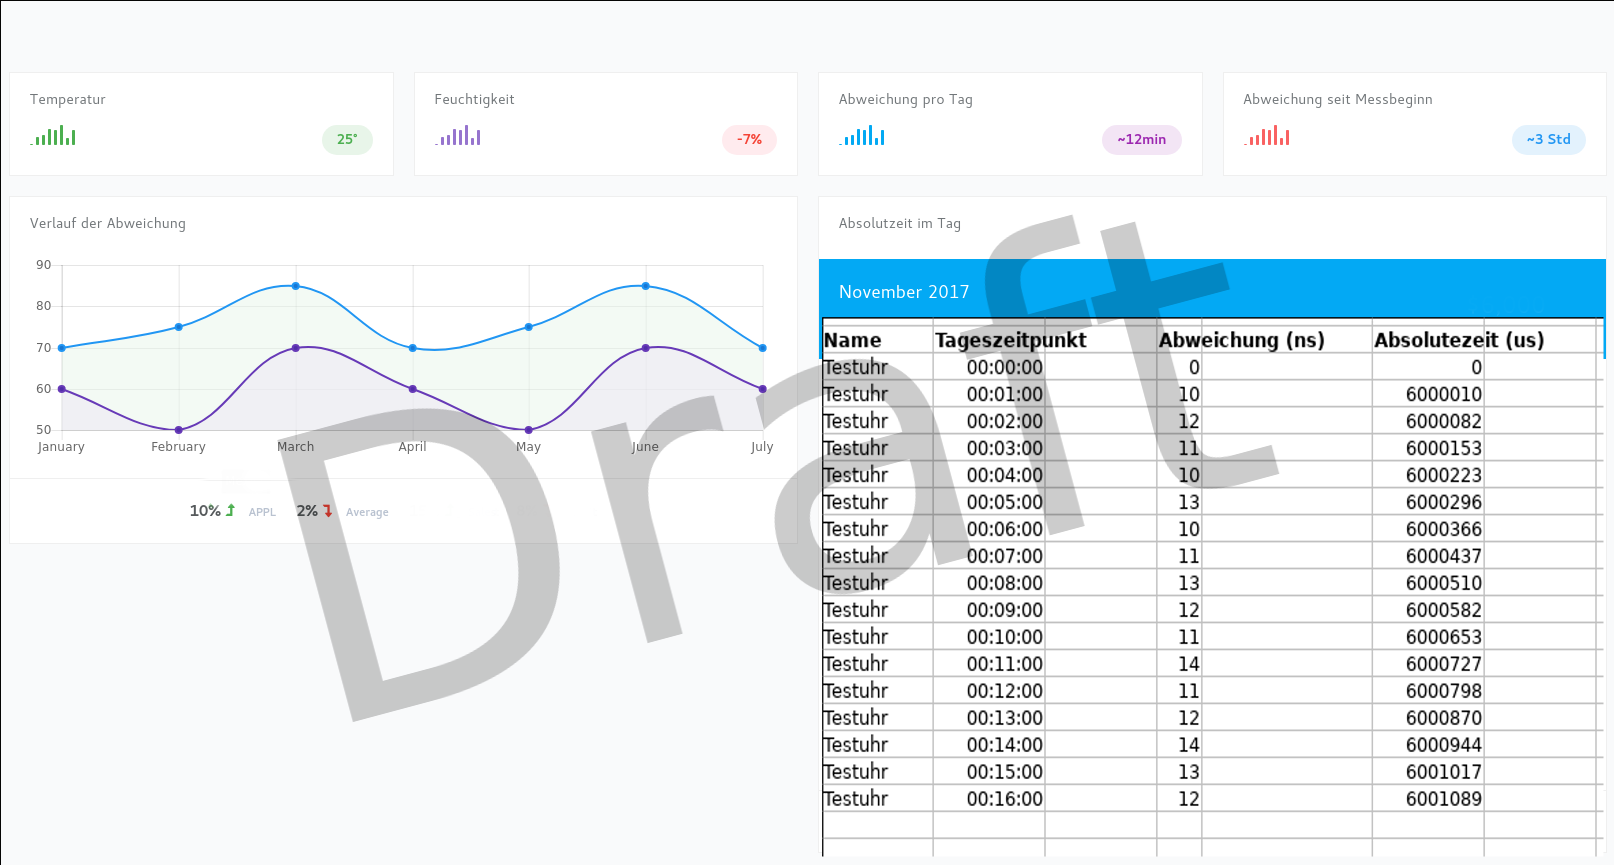 Temperatur
25°
Feuchtigkeit
-7%
Abweichung pro Tag
~12min
Abweichung seit Messbeginn
~3 Std
Verlauf der Abweichung
90
80
70
60
50
January February March April May June July
10% APPL 2% Average
Absolutzeit im Tag
November 2017
Name Tageszeitpunkt Abweichung (ns) Absolutezeit (us)
Testuhr 00:00:00 0 0
Testuhr 00:01:00 10 6000010
Testuhr 00:02:00 12 6000082
Testuhr 00:03:00 11 6000153
Testuhr 00:04:00 10 6000223
Testuhr 00:05:00 13 6000296
Testuhr 00:06:00 10 6000366
Testuhr 00:07:00 11 6000437
Testuhr 00:08:00 13 6000510
Testuhr 00:09:00 12 6000582
Testuhr 00:10:00 11 6000653
Testuhr 00:11:00 14 6000727
Testuhr 00:12:00 11 6000798
Testuhr 00:13:00 12 6000870
Testuhr 00:14:00 14 6000944
Testuhr 00:15:00 13 6001017
Testuhr 00:16:00 12 6001089
Draft